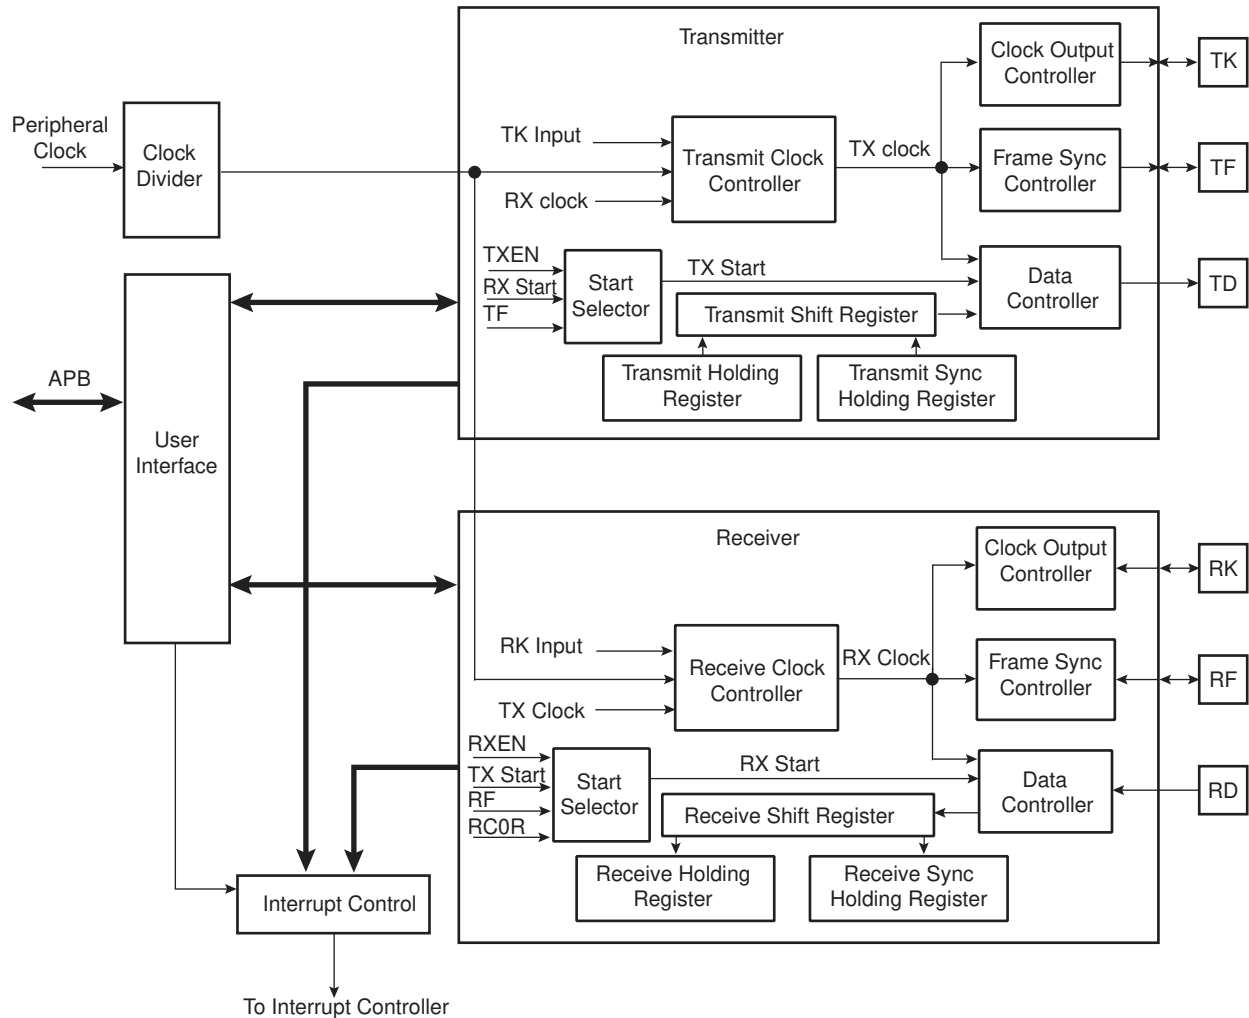 Transmitter
Clock Output
Controller
TK
Peripheral
Clock
Clock
Divider
TK Input
Transmit Clock
Controller
TX clock
Frame Sync
Controller
TF
RX clock
TXEN
RX Start
TF
Start
Selector
TX Start
Data
Controller
TD
Transmit Shift Register
Transmit Holding
Register
Transmit Sync
Holding Register
APB
User
Interface
Receiver
Clock Output
Controller
RK
RK Input
Receive Clock
Controller
RX Clock
Frame Sync
Controller
RF
TX Clock
RXEN
TX Start
RF
RC0R
Start
Selector
RX Start
Data
Controller
RD
Receive Shift Register
Receive Holding
Register
Receive Sync
Holding Register
Interrupt Control
To Interrupt Controller